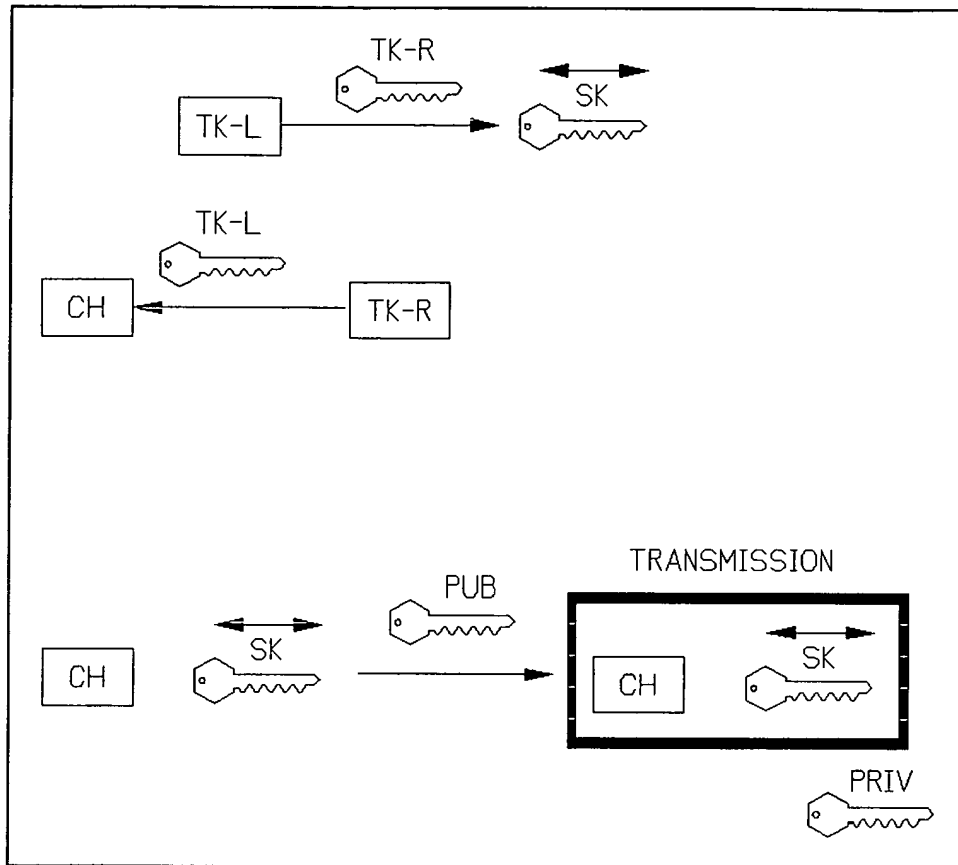 TK-R
SK
TK-L
TK-L
CH
TK-R
TRANSMISSION
PUB
SK
SK
CH
CH
PRIV